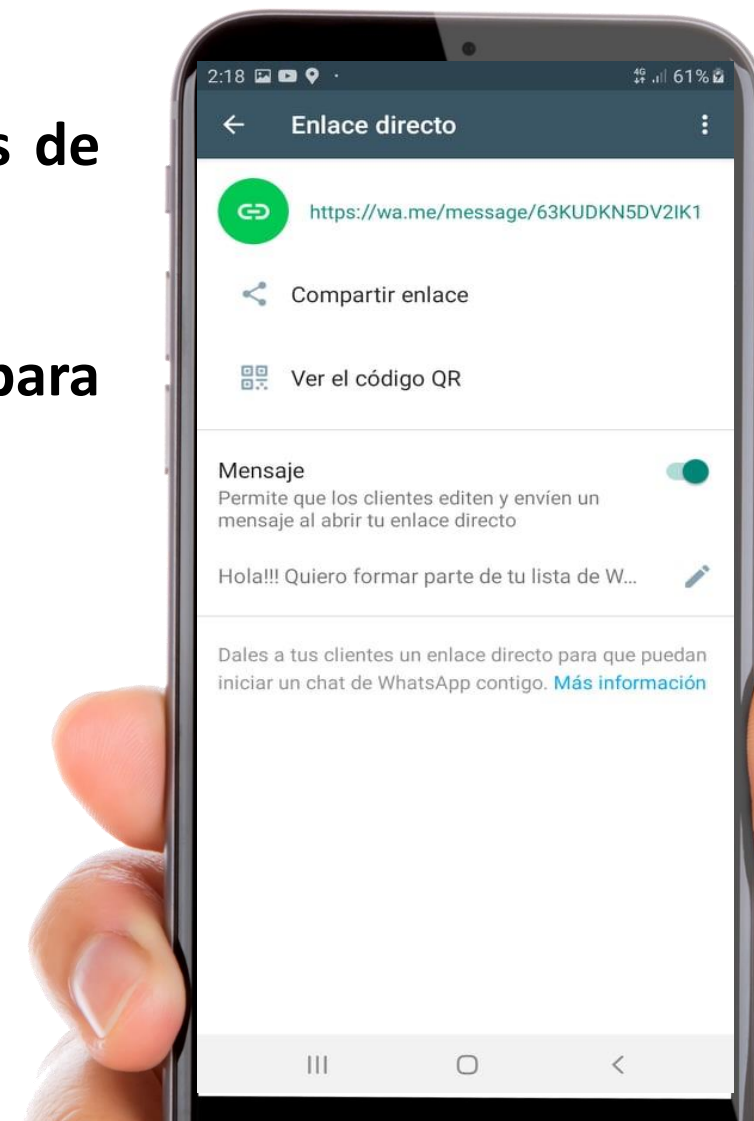 s de
para
2:18
4G 61%
Enlace directo
https://wa.me/message/63KUDKN5DV2IK1
Compartir enlace
Ver el código QR
Mensaje
Permite que los clientes editen y envíen un
mensaje al abrir tu enlace directo
Hola!!! Quiero formar parte de tu lista de W...
Dales a tus clientes un enlace directo para que puedan
iniciar un chat de WhatsApp contigo. Más información